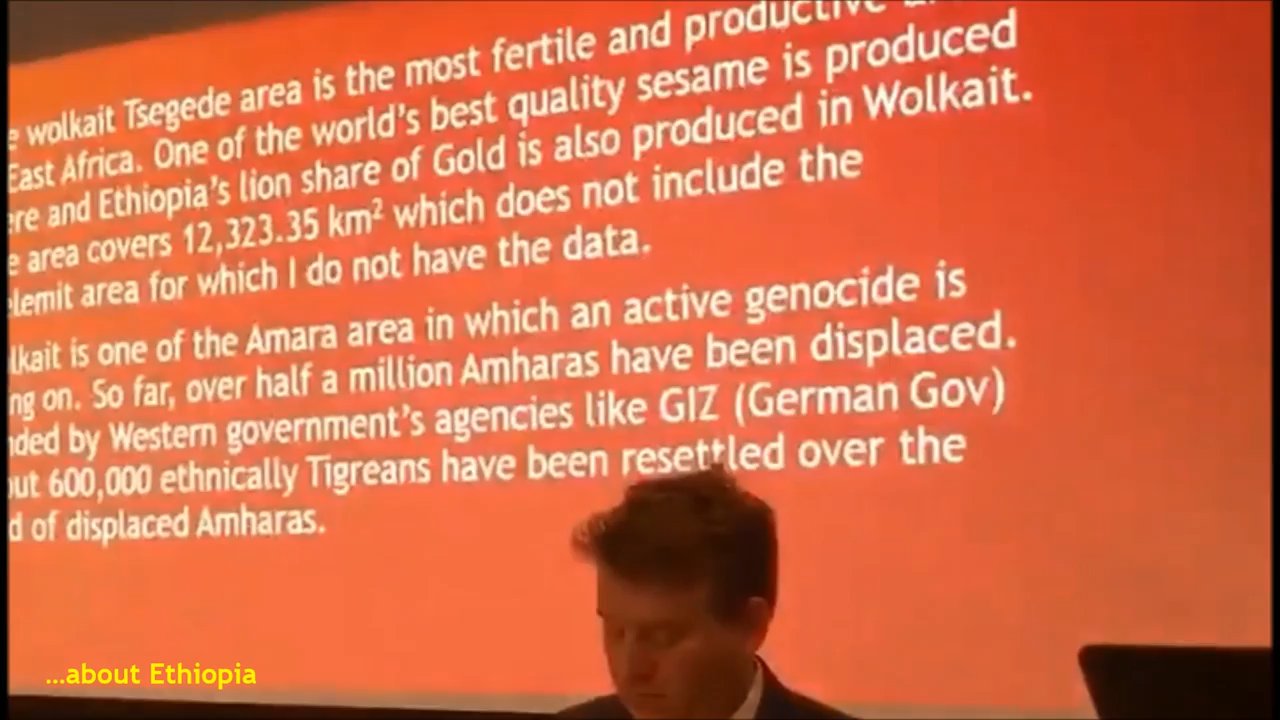 e wolkait Tsegede area is the most fertile and productive
East Africa. One of the world's best quality sesame is produced
ere and Ethiopia's lion share of Gold is also produced in Wolkait.
e area covers 12,323.35 km² which does not include the
elemit area for which I do not have the data.
lkait is one of the Amara area in which an active genocide is
ng on. So far, over half a million Amharas have been displaced.
nded by Western government's agencies like GIZ (German Gov)
out 600,000 ethnically Tigreans have been resettled over the
d of displaced Amharas.
...about Ethiopia